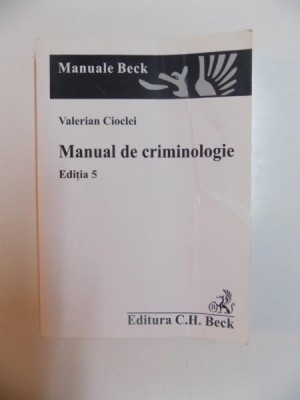 Manuale Beck
Valerian Cioclei
Manual de criminologie
Ediția 5
Editura C.H. Beck